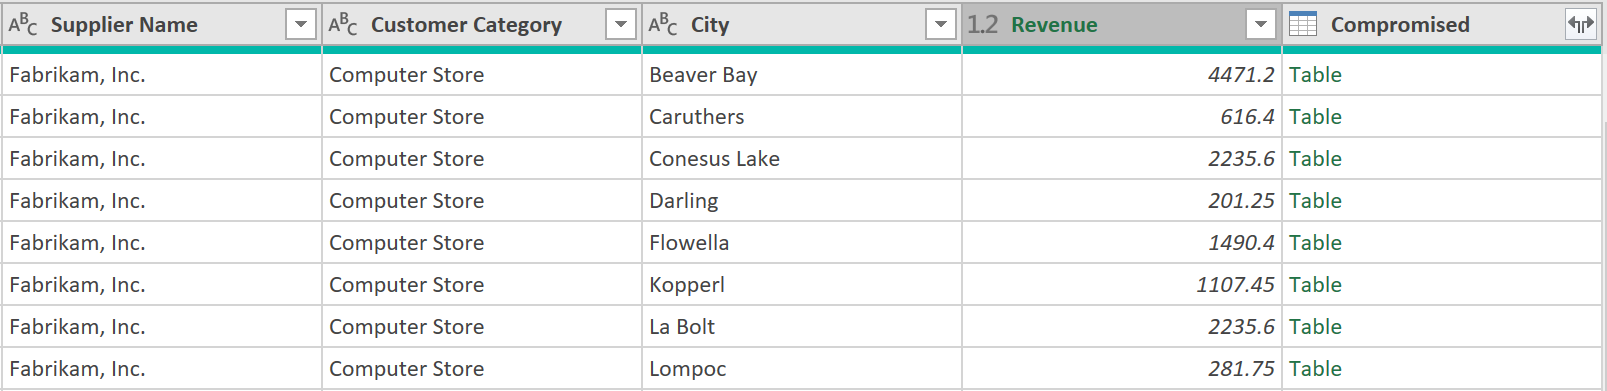 ABC Supplier Name ABC Customer Category ABC City 1.2 Revenue Compromised
Fabrikam, Inc. Computer Store Beaver Bay 4471.2 Table
Fabrikam, Inc. Computer Store Caruthers 616.4 Table
Fabrikam, Inc. Computer Store Conesus Lake 2235.6 Table
Fabrikam, Inc. Computer Store Darling 201.25 Table
Fabrikam, Inc. Computer Store Flowella 1490.4 Table
Fabrikam, Inc. Computer Store Kopperl 1107.45 Table
Fabrikam, Inc. Computer Store La Bolt 2235.6 Table
Fabrikam, Inc. Computer Store Lompoc 281.75 Table